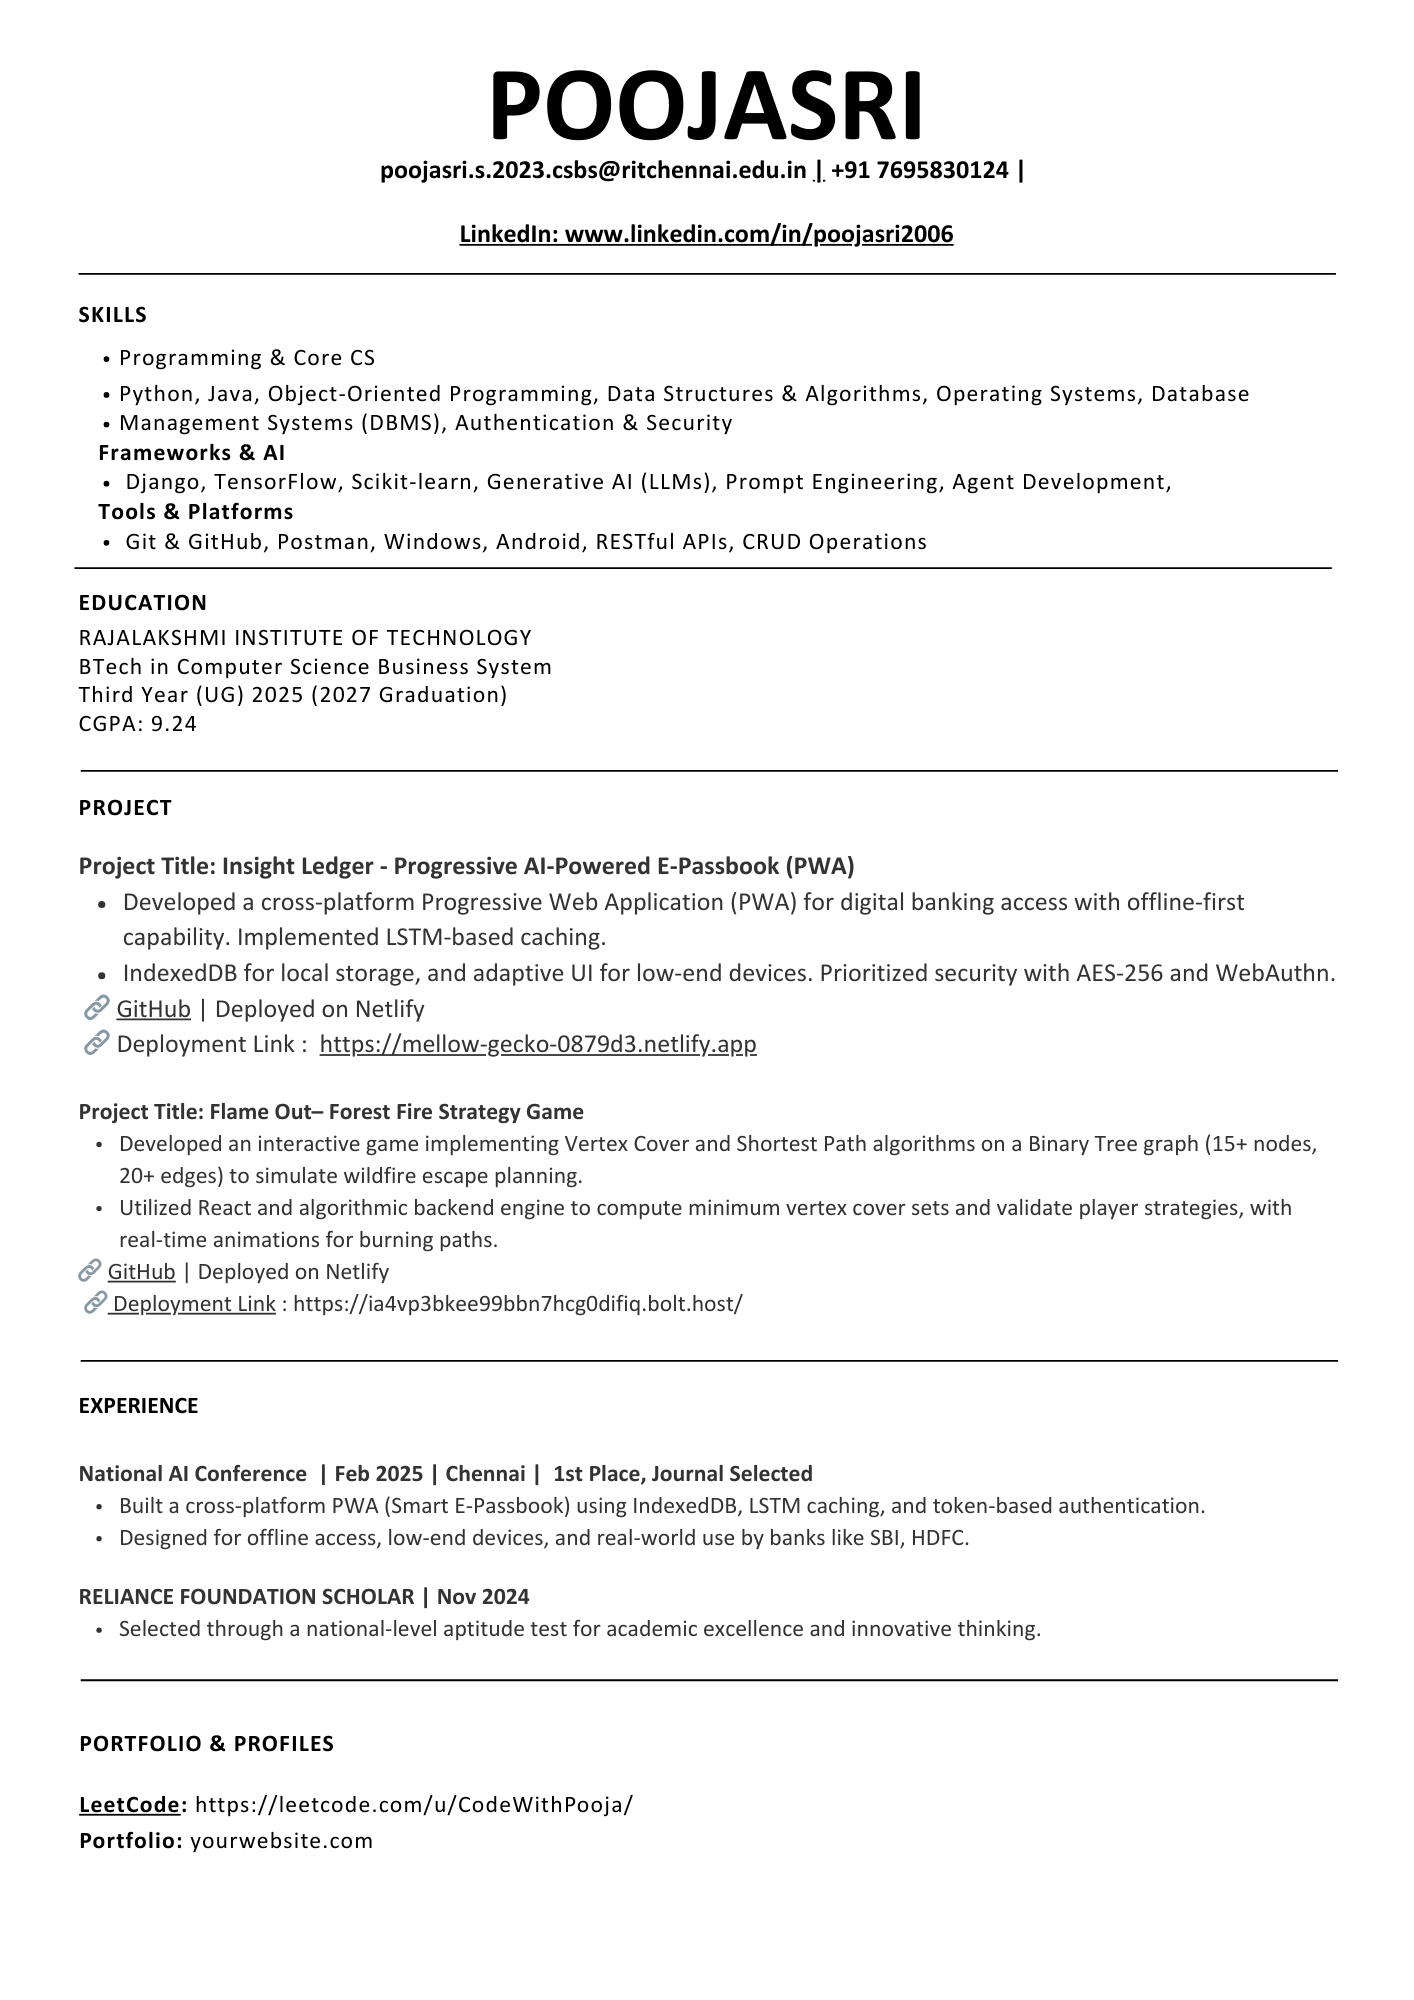 POOJASRI
poojasri.s.2023.csbs@ritchennai.edu.in | +91 7695830124 |
LinkedIn: www.linkedin.com/in/poojasri2006
SKILLS
• Programming & Core CS
• Python, Java, Object-Oriented Programming, Data Structures & Algorithms, Operating Systems, Database
• Management Systems (DBMS), Authentication & Security
Frameworks & AI
• Django, TensorFlow, Scikit-learn, Generative AI (LLMs), Prompt Engineering, Agent Development,
Tools & Platforms
• Git & GitHub, Postman, Windows, Android, RESTful APIs, CRUD Operations
EDUCATION
RAJALAKSHMI INSTITUTE OF TECHNOLOGY
BTech in Computer Science Business System
Third Year (UG) 2025 (2027 Graduation)
CGPA: 9.24
PROJECT
Project Title: Insight Ledger - Progressive AI-Powered E-Passbook (PWA)
• Developed a cross-platform Progressive Web Application (PWA) for digital banking access with offline-first
capability. Implemented LSTM-based caching.
• IndexedDB for local storage, and adaptive UI for low-end devices. Prioritized security with AES-256 and WebAuthn.
🔗 GitHub | Deployed on Netlify
🔗 Deployment Link : https://mellow-gecko-0879d3.netlify.app
Project Title: Flame Out– Forest Fire Strategy Game
• Developed an interactive game implementing Vertex Cover and Shortest Path algorithms on a Binary Tree graph (15+ nodes,
20+ edges) to simulate wildfire escape planning.
• Utilized React and algorithmic backend engine to compute minimum vertex cover sets and validate player strategies, with
real-time animations for burning paths.
🔗 GitHub | Deployed on Netlify
🔗 Deployment Link : https://ia4vp3bkee99bbn7hcg0difiq.bolt.host/
EXPERIENCE
National AI Conference | Feb 2025 | Chennai | 1st Place, Journal Selected
• Built a cross-platform PWA (Smart E-Passbook) using IndexedDB, LSTM caching, and token-based authentication.
• Designed for offline access, low-end devices, and real-world use by banks like SBI, HDFC.
RELIANCE FOUNDATION SCHOLAR | Nov 2024
• Selected through a national-level aptitude test for academic excellence and innovative thinking.
PORTFOLIO & PROFILES
LeetCode: https://leetcode.com/u/CodeWithPooja/
Portfolio: yourwebsite.com